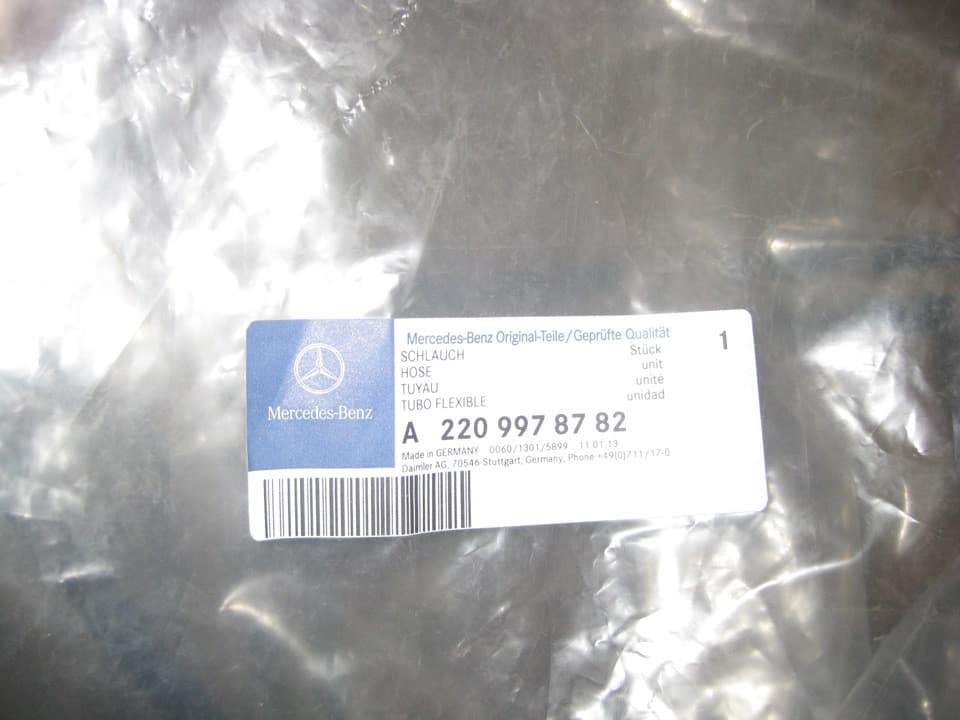 Mercedes-Benz
Mercedes-Benz Original-Teile/Geprüfte Qualität
1
SCHLAUCH Stück
HOSE unit
TUYAU unité
TUBO FLEXIBLE unidad
A 220 997 87 82
Made in GERMANY 0060/1301/5899 11.01.13
Daimler AG, 70546 Stuttgart, Germany, Phone +49(0)711/17-0